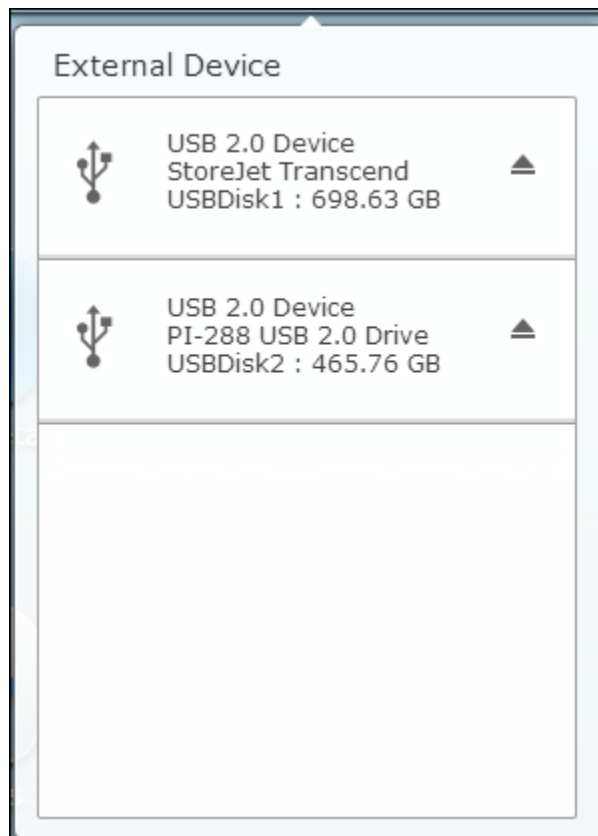 External Device
USB 2.0 Device
StoreJet Transcend
USBDisk1 : 698.63 GB
USB 2.0 Device
PI-288 USB 2.0 Drive
USBDisk2 : 465.76 GB